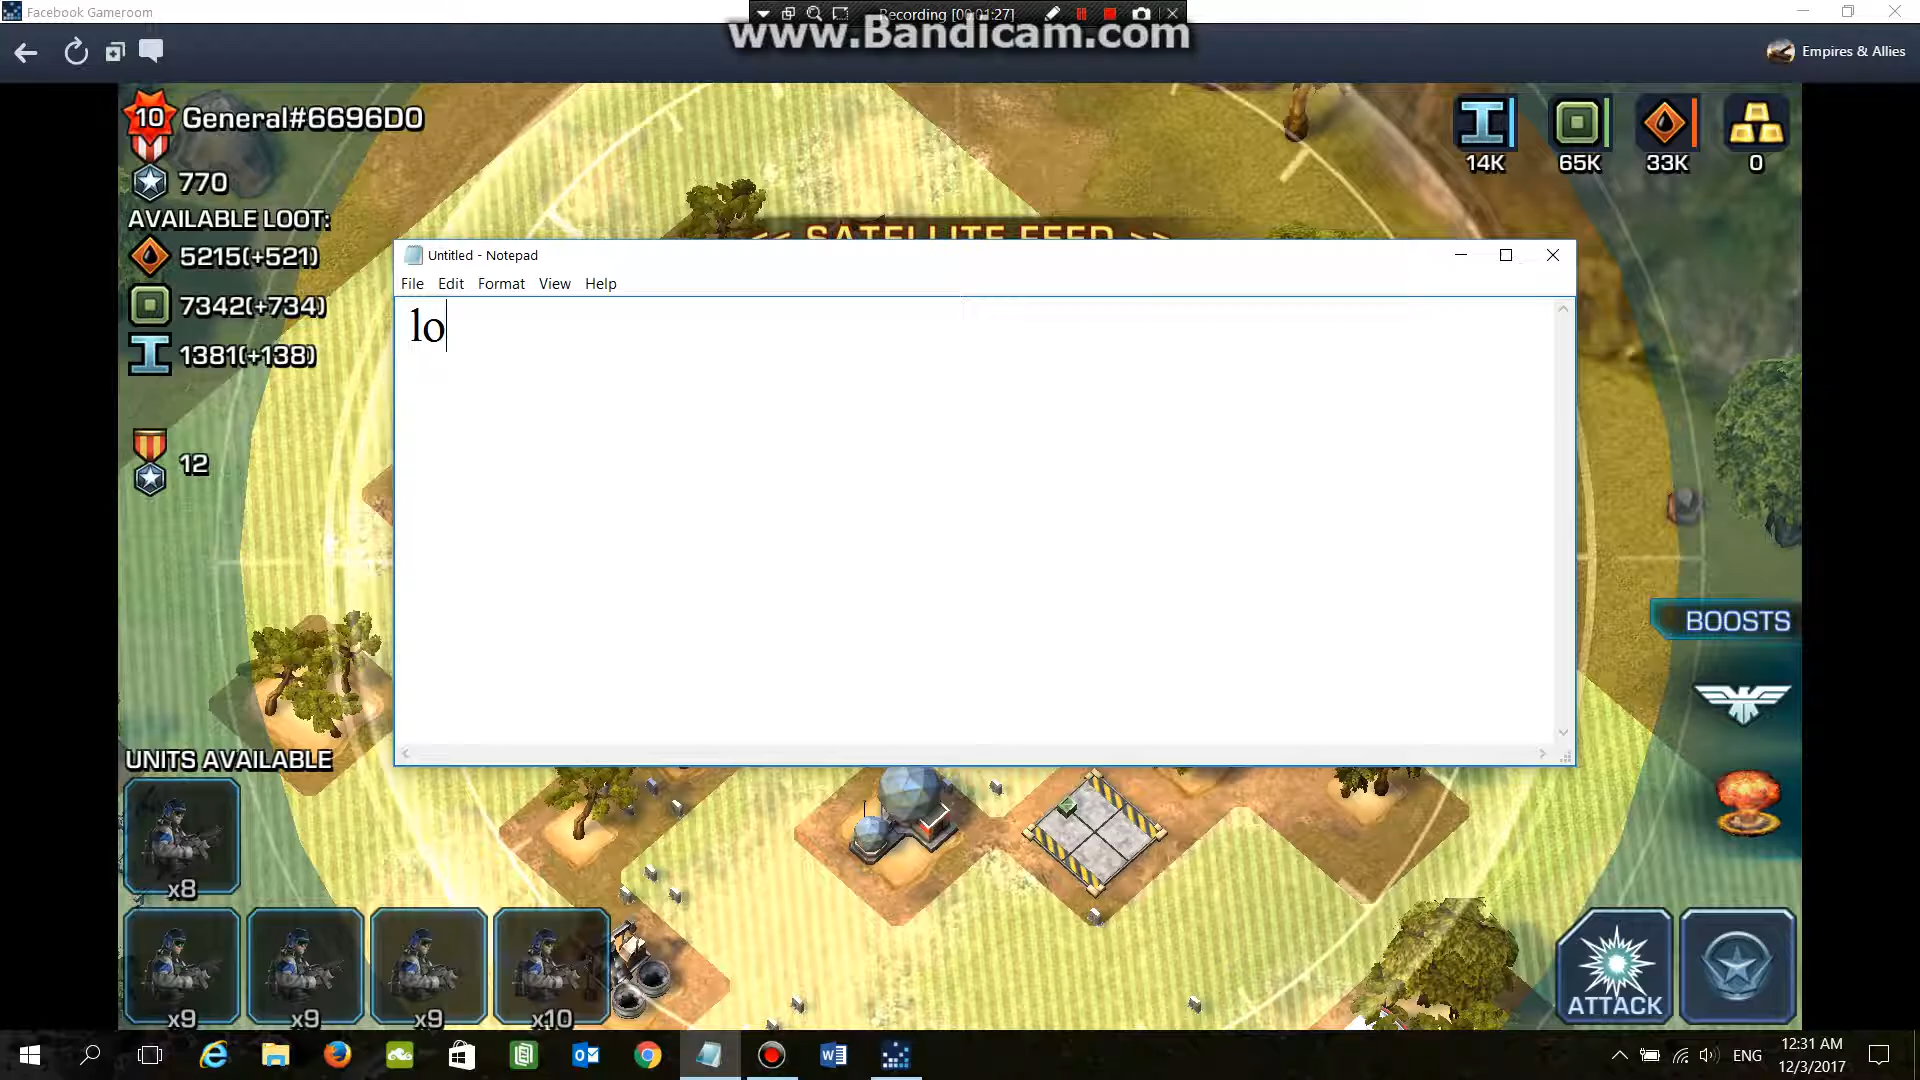 Facebook Gameroom
Recording [00:01:27]
www.Bandicam.com
Empires & Allies
10 General#6696D0
770
AVAILABLE LOOT:
5215(+521)
7342(+734)
1381(+138)
12
14K 65K 33K 0
<< SATELLITE FEED >>
Untitled - Notepad
File Edit Format View Help
lo
BOOSTS
UNITS AVAILABLE
x8
x9 x9 x9 x10
ATTACK
ENG
12:31 AM
12/3/2017